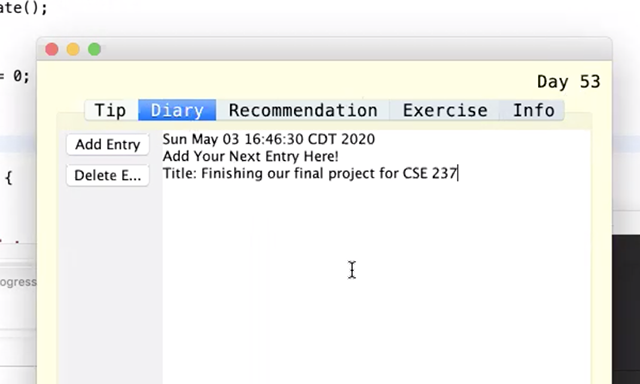 ate();
= 0;
{
ogress
Day 53
Tip Diary Recommendation Exercise Info
Add Entry
Delete E...
Sun May 03 16:46:30 CDT 2020
Add Your Next Entry Here!
Title: Finishing our final project for CSE 237